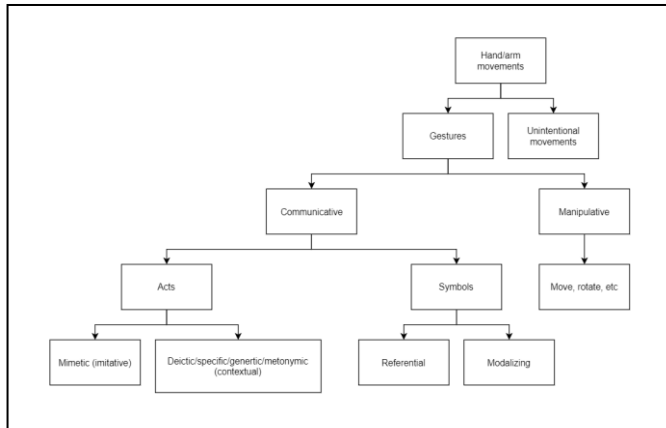 Hand/arm
movements
Gestures
Unintentional
movements
Communicative
Manipulative
Acts
Symbols
Move, rotate, etc
Mimetic (imitative)
Deictic/specific/genertic/metonymic
(contextual)
Referential
Modalizing